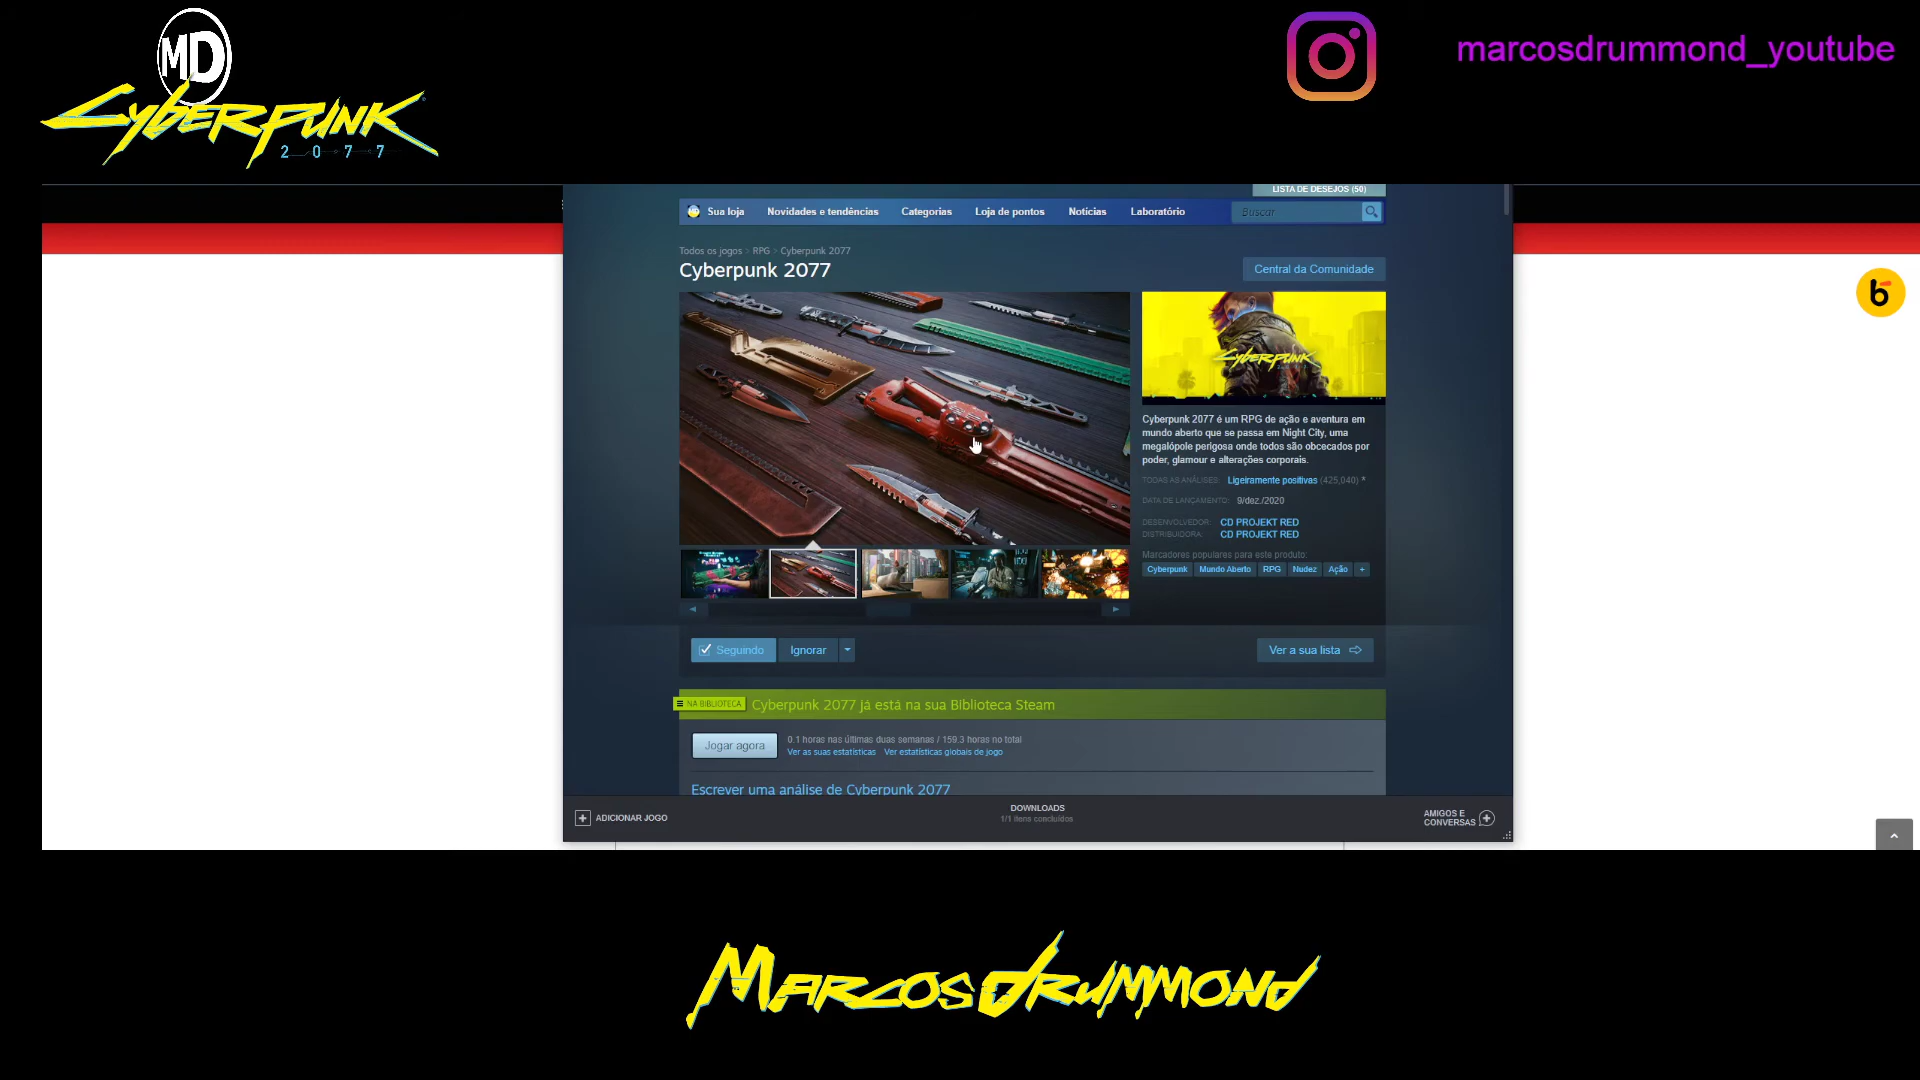 MD
Cyberpunk
2077
marcosdrummond_youtube
LISTA DE DESEJOS (50)
Sua loja
Novidades e tendências
Categorias
Loja de pontos
Notícias
Laboratório
Buscar
Todos os jogos > RPG > Cyberpunk 2077
Cyberpunk 2077
Central da Comunidade
Cyberpunk
Cyberpunk 2077 é um RPG de ação e aventura em
mundo aberto que se passa em Night City, uma
megalópole perigosa onde todos são obcecados por
poder, glamour e alterações corporais.
TODAS AS ANÁLISES: Ligeiramente positivas (425,040) *
DATA DE LANÇAMENTO: 9/dez./2020
DESENVOLVEDOR: CD PROJEKT RED
DISTRIBUIDORA: CD PROJEKT RED
Marcadores populares para este produto:
Cyberpunk Mundo Aberto RPG Nudez Ação +
Seguindo
Ignorar
Ver a sua lista
NA BIBLIOTECA
Cyberpunk 2077 já está na sua Biblioteca Steam
Jogar agora
0.1 horas nas últimas duas semanas / 159.3 horas no total
Ver as suas estatísticas Ver estatísticas globais de jogo
Escrever uma análise de Cyberpunk 2077
ADICIONAR JOGO
DOWNLOADS
1/1 itens concluídos
AMIGOS E
CONVERSAS
b
Marcos Drummond